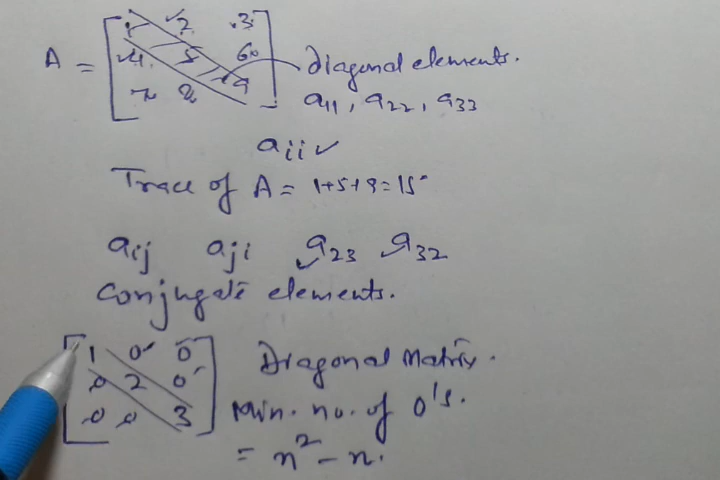 A = [ 1 2 3
4 5 6
7 8 9 ] diagonal elements.
a11, a22, a33
aii ✓
Trace of A = 1+5+9=15
aij aji a23 a32
Conjugate elements.
[ 1 0 0
0 2 0
0 0 3 ] Diagonal Matrix.
Min. no. of 0's.
= n² - n.